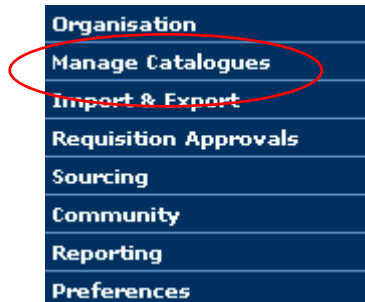 Organisation
Manage Catalogues
Import & Export
Requisition Approvals
Sourcing
Community
Reporting
Preferences